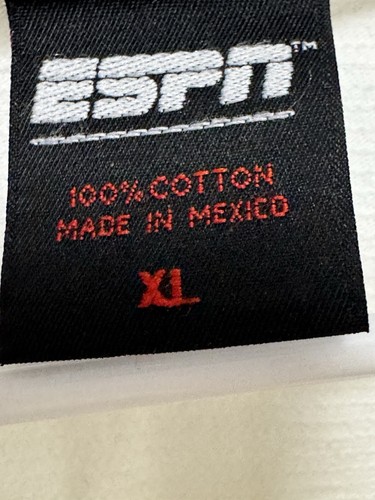 ESPN™
100% COTTON
MADE IN MEXICO
XL